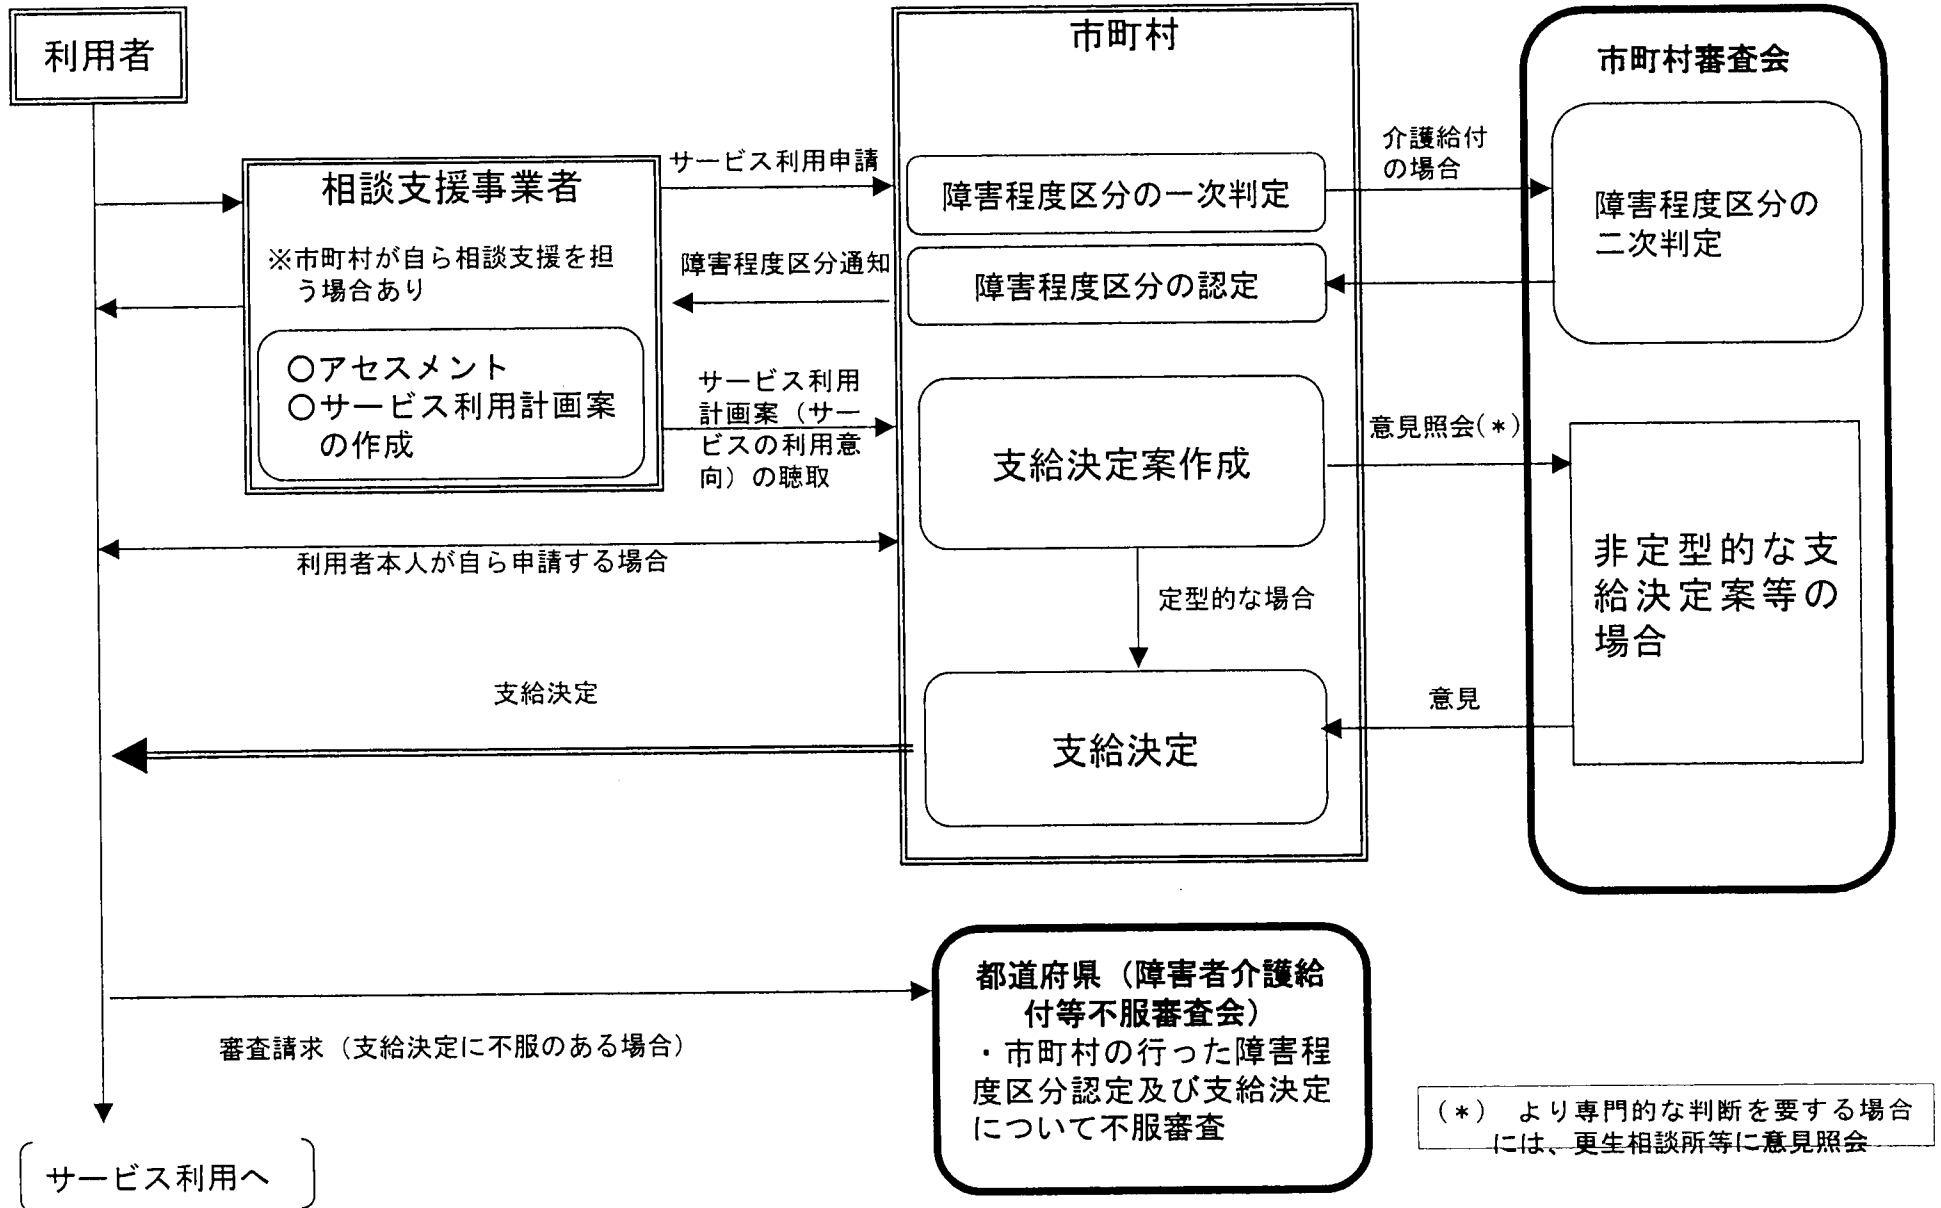 利用者
市町村
市町村審査会
相談支援事業者
※市町村が自ら相談支援を担
う場合あり
○アセスメント
○サービス利用計画案
の作成
サービス利用申請
障害程度区分通知
サービス利用
計画案（サー
ビスの利用意
向）の聴取
障害程度区分の一次判定
障害程度区分の認定
介護給付
の場合
障害程度区分の
二次判定
支給決定案作成
意見照会(＊)
非定型的な支
給決定案等の
場合
利用者本人が自ら申請する場合
定型的な場合
支給決定
支給決定
意見
審査請求（支給決定に不服のある場合）
都道府県（障害者介護給
付等不服審査会）
・市町村の行った障害程
度区分認定及び支給決定
について不服審査
（＊） より専門的な判断を要する場合
には、更生相談所等に意見照会
サービス利用へ